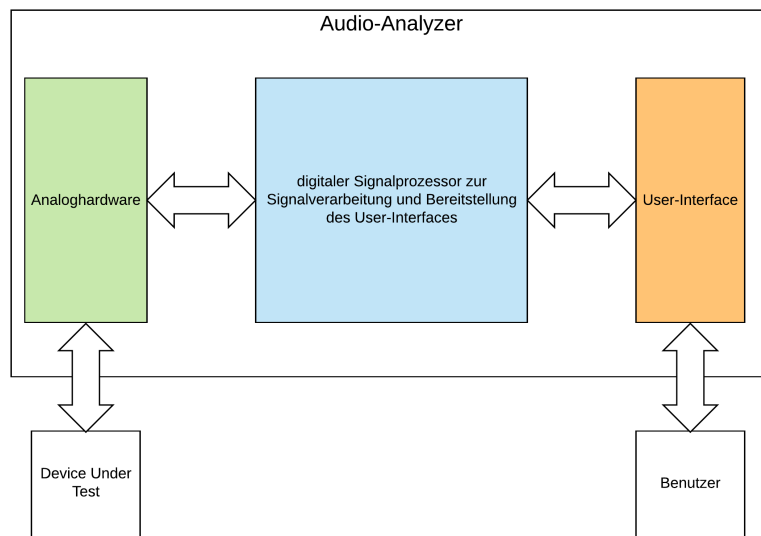 Audio-Analyzer
Analoghardware
digitaler Signalprozessor zur
Signalverarbeitung und Bereitstellung
des User-Interfaces
User-Interface
Device Under
Test
Benutzer